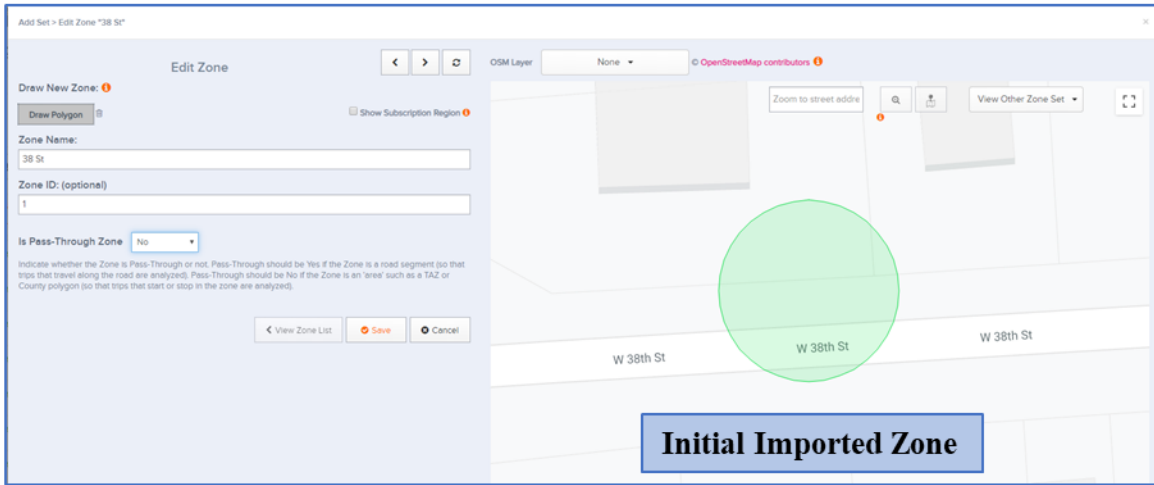 Add Set > Edit Zone "38 St"
×
Edit Zone
Draw New Zone:
Draw Polygon
Show Subscription Region
Zone Name:
38 St
Zone ID: (optional)
1
Is Pass-Through Zone No
Indicate whether the Zone is Pass-Through or not. Pass-Through should be Yes if the Zone is a road segment (so that
trips that travel along the road are analyzed). Pass-Through should be No if the Zone is an 'area' such as a TAZ or
County polygon (so that trips that start or stop in the zone are analyzed).
View Zone List
Save
Cancel
OSM Layer None © OpenStreetMap contributors
Zoom to street addre
View Other Zone Set
W 38th St
W 38th St
W 38th St
Initial Imported Zone